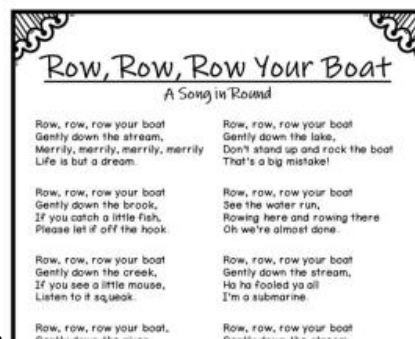 Row, Row, Row Your Boat
A Song in Round
Row, row, row your boat
Gently down the stream,
Merrily, merrily, merrily, merrily
Life is but a dream.
Row, row, row your boat
Gently down the brook,
If you catch a little fish,
Please let if off the hook.
Row, row, row your boat
Gently down the creek,
If you see a little mouse,
Listen to it squeak.
Row, row, row your boat,
Row, row, row your boat
Gently down the lake,
Don't stand up and rock the boat
That's a big mistake!
Row, row, row your boat
See the water run,
Rowing here and rowing there
Oh we're almost done.
Row, row, row your boat
Gently down the stream,
Ha ha fooled ya all
I'm a submarine.
Row, row, row your boat